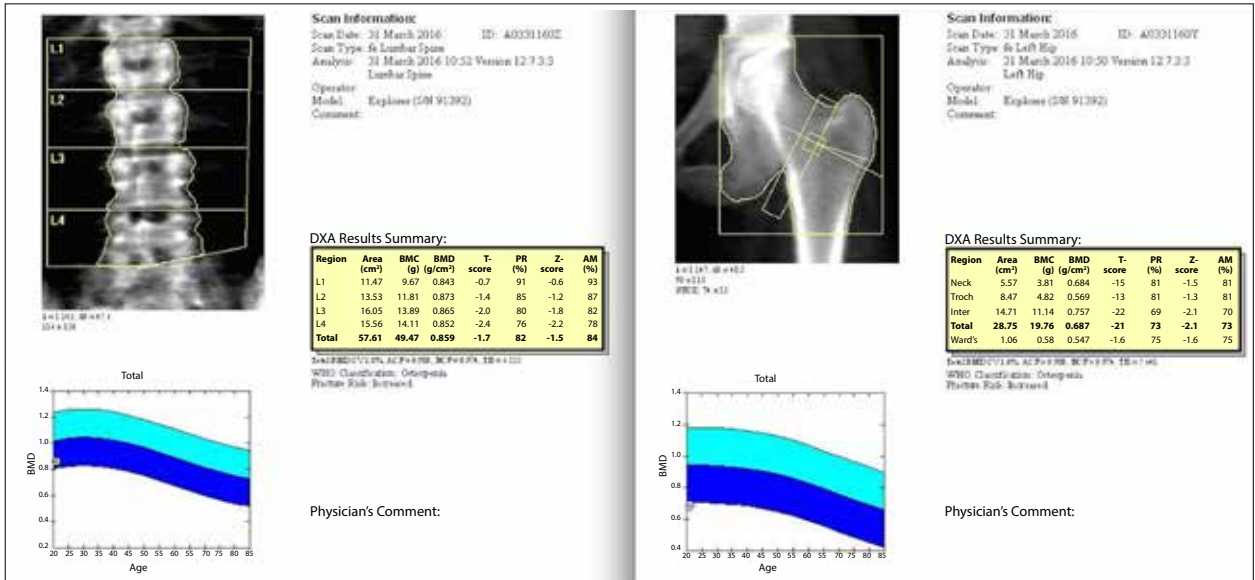 L1
L2
L3
L4
Scan Information:
Scan Date: 31 March 2016 ID: A0331160Z
Scan Type: fe Lumbar Spine
Analysis: 31 March 2016 10:52 Version 12.7.3.3
Lumbar Spine
Operator:
Model: Explorer (S/N 91392)
Comment:
DXA Results Summary:
Region Area (cm²) BMC (g) BMD (g/cm²) T-score PR (%) Z-score AM (%)
L1 11.47 9.67 0.843 -0.7 91 -0.6 93
L2 13.53 11.81 0.873 -1.4 85 -1.2 87
L3 16.05 13.89 0.865 -2.0 80 -1.8 82
L4 15.56 14.11 0.852 -2.4 76 -2.2 78
Total 57.61 49.47 0.859 -1.7 82 -1.5 84
WHO Classification: Osteopenia
Fracture Risk: Increased
Total
BMD
1.4
1.2
1.0
0.8
0.6
0.4
0.2
20 25 30 35 40 45 50 55 60 65 70 75 80 85
Age
Physician's Comment:
Scan Information:
Scan Date: 31 March 2016 ID: A0331160Y
Scan Type: fe Left Hip
Analysis: 31 March 2016 10:50 Version 12.7.3.3
Left Hip
Operator:
Model: Explorer (S/N 91392)
Comment:
DXA Results Summary:
Region Area (cm²) BMC (g) BMD (g/cm²) T-score PR (%) Z-score AM (%)
Neck 5.57 3.81 0.684 -15 81 -1.5 81
Troch 8.47 4.82 0.569 -13 81 -1.3 81
Inter 14.71 11.14 0.757 -22 69 -2.1 70
Total 28.75 19.76 0.687 -21 73 -2.1 73
Ward's 1.06 0.58 0.547 -1.6 75 -1.6 75
WHO Classification: Osteopenia
Fracture Risk: Increased
Total
BMD
1.4
1.2
1.0
0.8
0.6
0.4
20 25 30 35 40 45 50 55 60 65 70 75 80 85
Age
Physician's Comment: